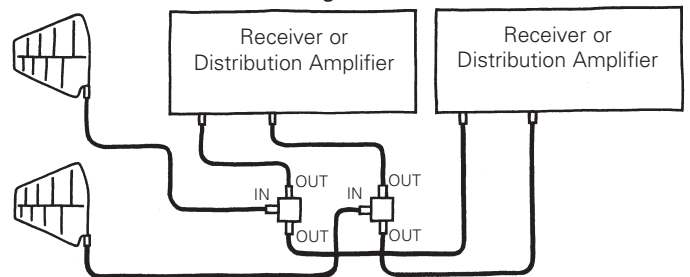 Receiver or
Distribution Amplifier
Receiver or
Distribution Amplifier
OUT
OUT
IN
IN
OUT
OUT